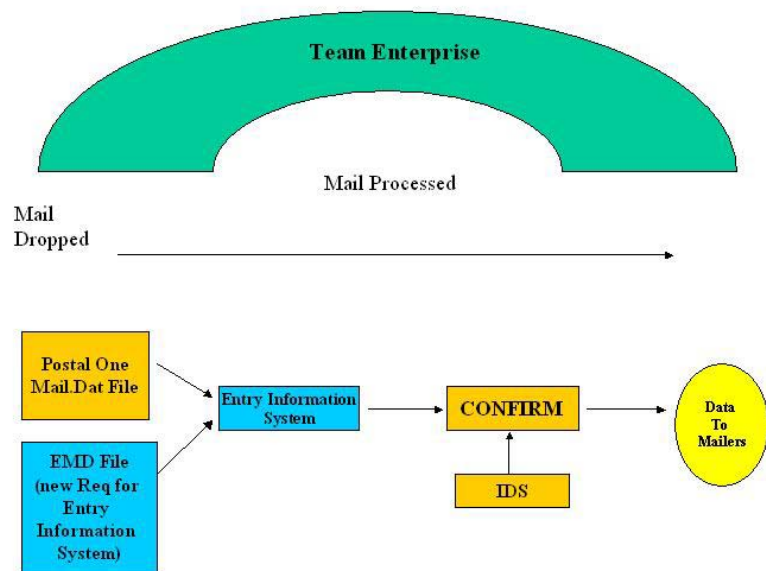 Team Enterprise
Mail Processed
Mail
Dropped
Postal One
Mail.Dat File
Entry Information
System
CONFIRM
Data
To
Mailers
EMD File
(new Req for
Entry
Information
System)
IDS